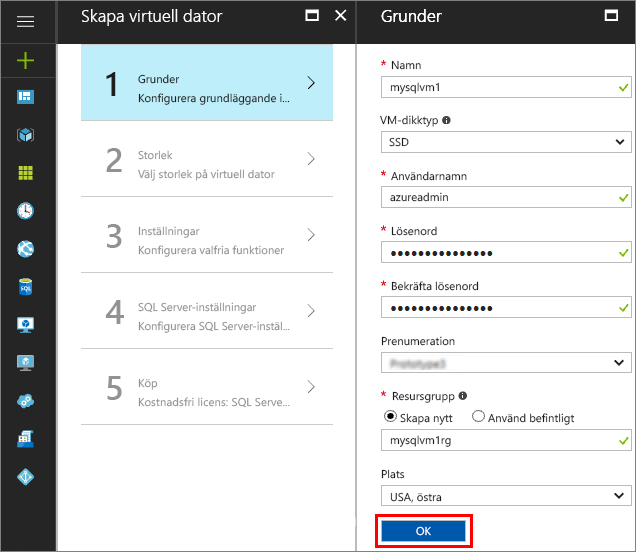 Skapa virtuell dator
1
Grunder
Konfigurera grundläggande i...
2
Storlek
Välj storlek på virtuell dator
3
Inställningar
Konfigurera valfria funktioner
4
SQL Server-inställningar
Konfigurera SQL Server-instäl...
5
Köp
Kostnadsfri licens: SQL Serve...
Grunder
* Namn
mysqlvm1
VM-dikktyp
SSD
* Användarnamn
azureadmin
* Lösenord
●●●●●●●●●●●●●●●
* Bekräfta lösenord
●●●●●●●●●●●●●●●
Prenumeration
* Resursgrupp
Skapa nytt Använd befintligt
mysqlvm1rg
Plats
USA, östra
OK
SQL